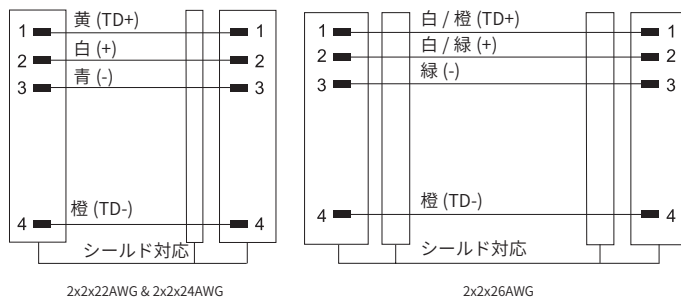 1 黄 (TD+) 1
2 白 (+) 2
3 青 (-) 3
4 橙 (TD-) 4
シールド対応
2x2x22AWG & 2x2x24AWG
1 白 / 橙 (TD+) 1
2 白 / 緑 (+) 2
3 緑 (-) 3
4 橙 (TD-) 4
シールド対応
2x2x26AWG